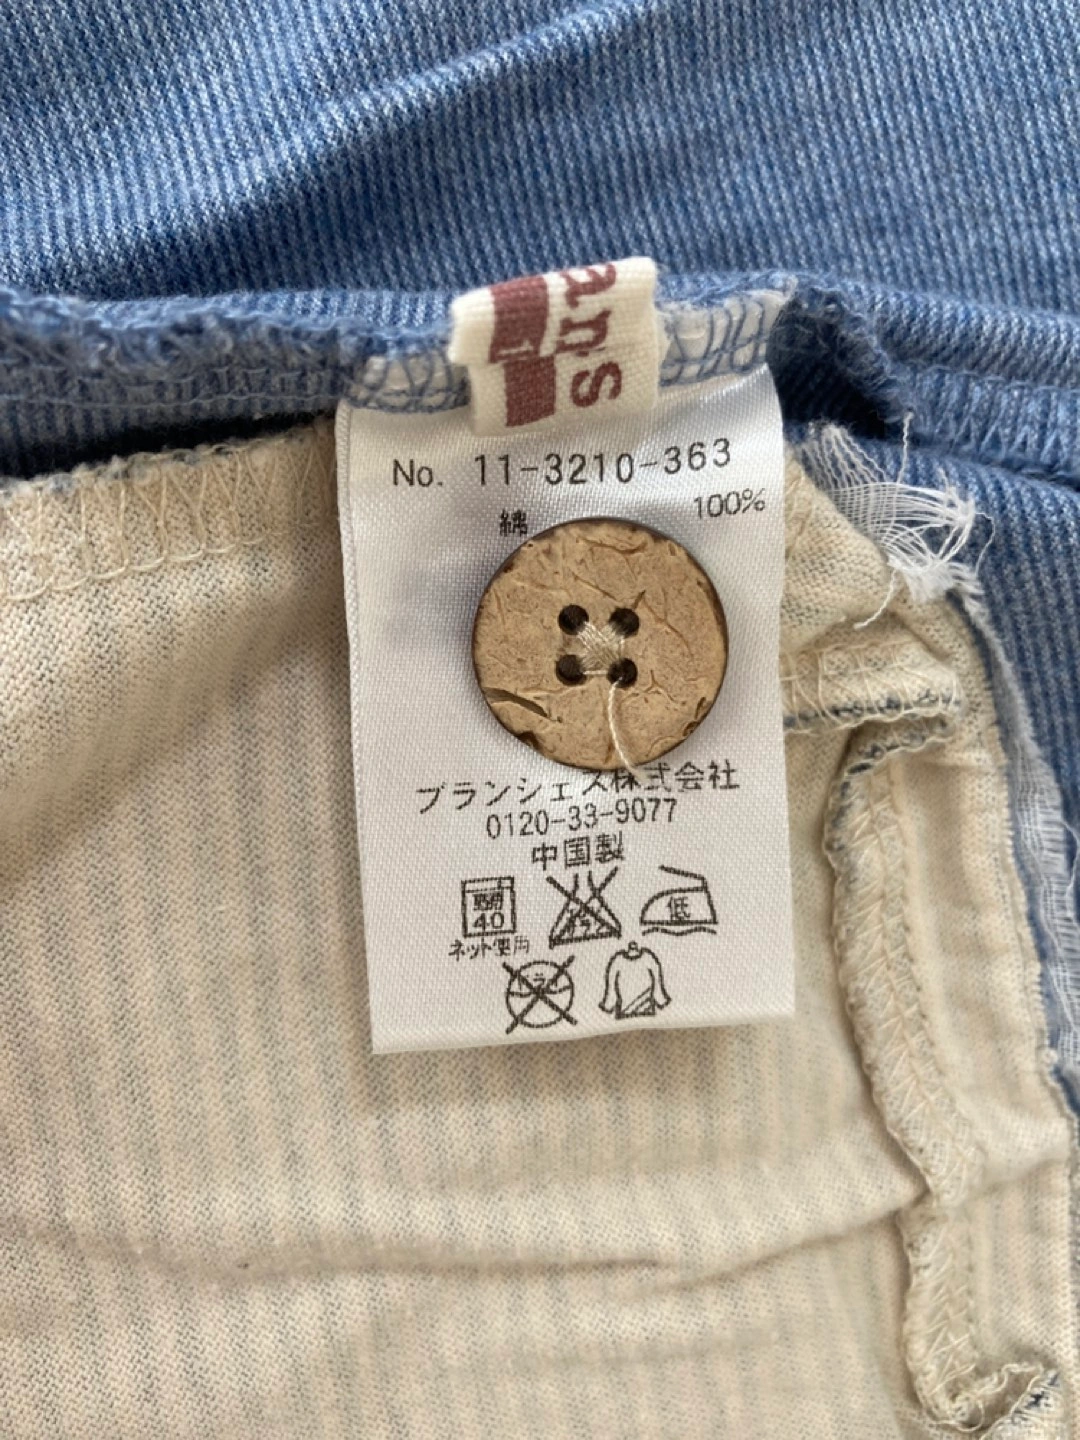 ans
No. 11-3210-363
綿 100%
ブランシェス株式会社
0120-33-9077
中国製
40
ネット使用
低